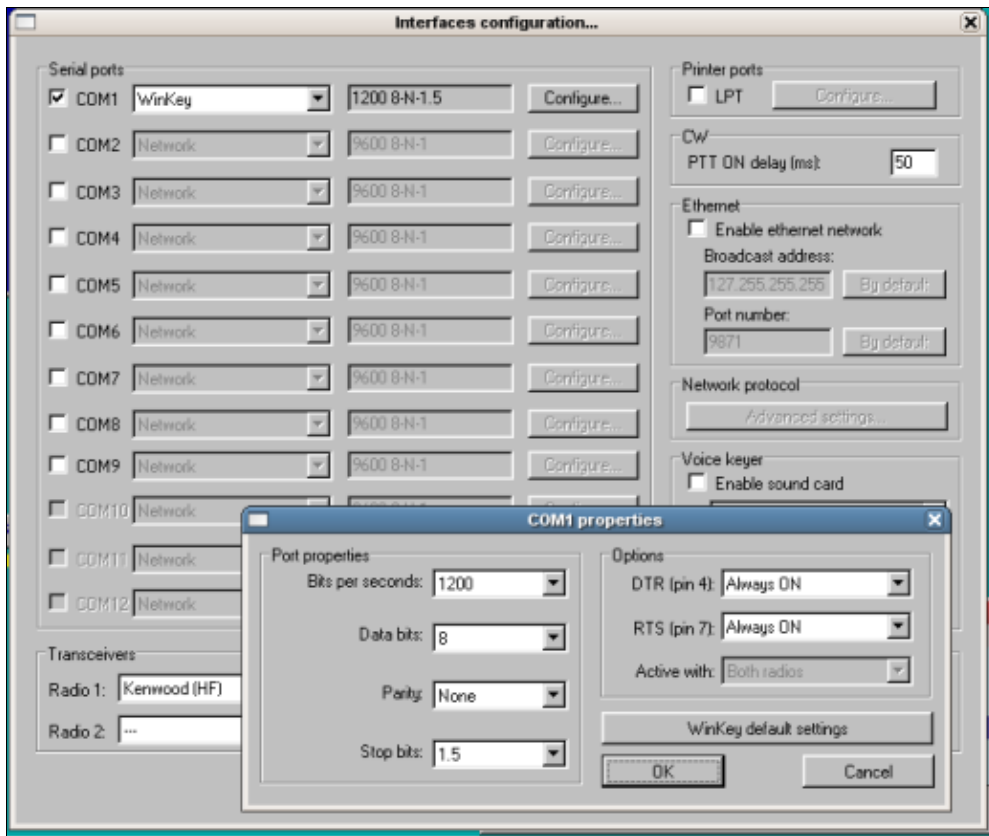 Interfaces configuration...
Serial ports
COM1 WinKey 1200 8-N-1.5 Configure...
COM2 Network 9600 8-N-1 Configure...
COM3 Network 9600 8-N-1 Configure...
COM4 Network 9600 8-N-1 Configure...
COM5 Network 9600 8-N-1 Configure...
COM6 Network 9600 8-N-1 Configure...
COM7 Network 9600 8-N-1 Configure...
COM8 Network 9600 8-N-1 Configure...
COM9 Network 9600 8-N-1 Configure...
COM10 Network
COM11 Network
COM12 Network
Transceivers
Radio 1: Kenwood (HF)
Radio 2: ---
Printer ports
LPT Configure...
CW
PTT ON delay (ms): 50
Ethernet
Enable ethernet network
Broadcast address:
127.255.255.255 By default
Port number:
9871 By default
Network protocol
Advanced settings...
Voice keyer
Enable sound card
COM1 properties
Port properties
Bits per seconds: 1200
Data bits: 8
Parity: None
Stop bits: 1.5
Options
DTR (pin 4): Always ON
RTS (pin 7): Always ON
Active with: Both radios
WinKey default settings
OK Cancel